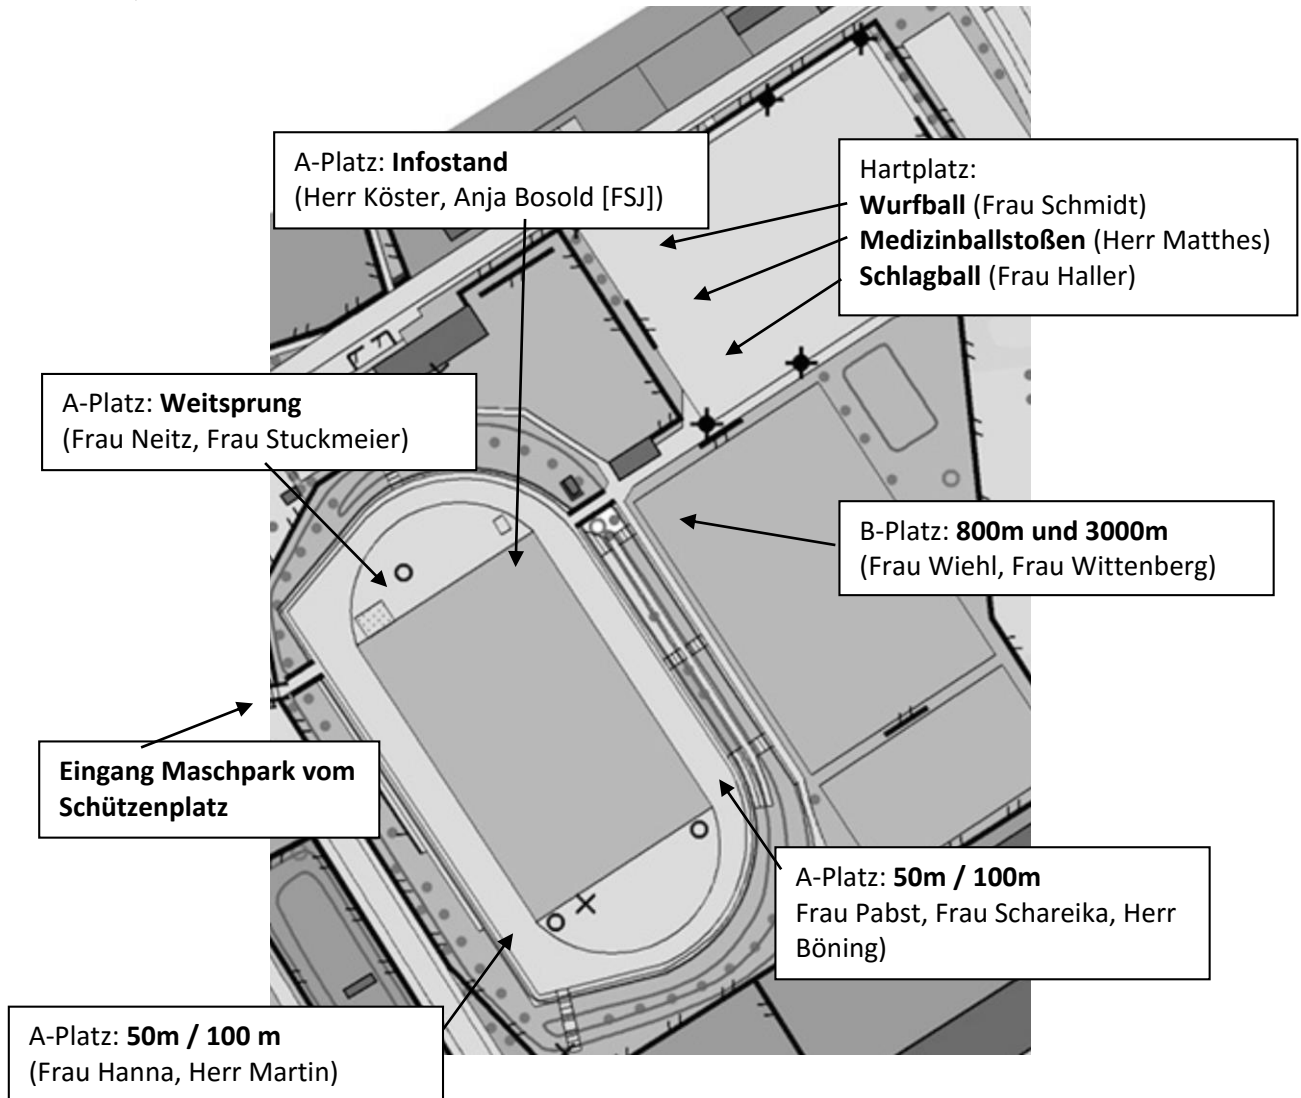 A-Platz: Infostand
(Herr Köster, Anja Bosold [FSJ])
Hartplatz:
Wurfball (Frau Schmidt)
Medizinballstoßen (Herr Matthes)
Schlagball (Frau Haller)
A-Platz: Weitsprung
(Frau Neitz, Frau Stuckmeier)
B-Platz: 800m und 3000m
(Frau Wiehl, Frau Wittenberg)
Eingang Maschpark vom
Schützenplatz
A-Platz: 50m / 100m
Frau Pabst, Frau Schareika, Herr
Böning)
A-Platz: 50m / 100 m
(Frau Hanna, Herr Martin)